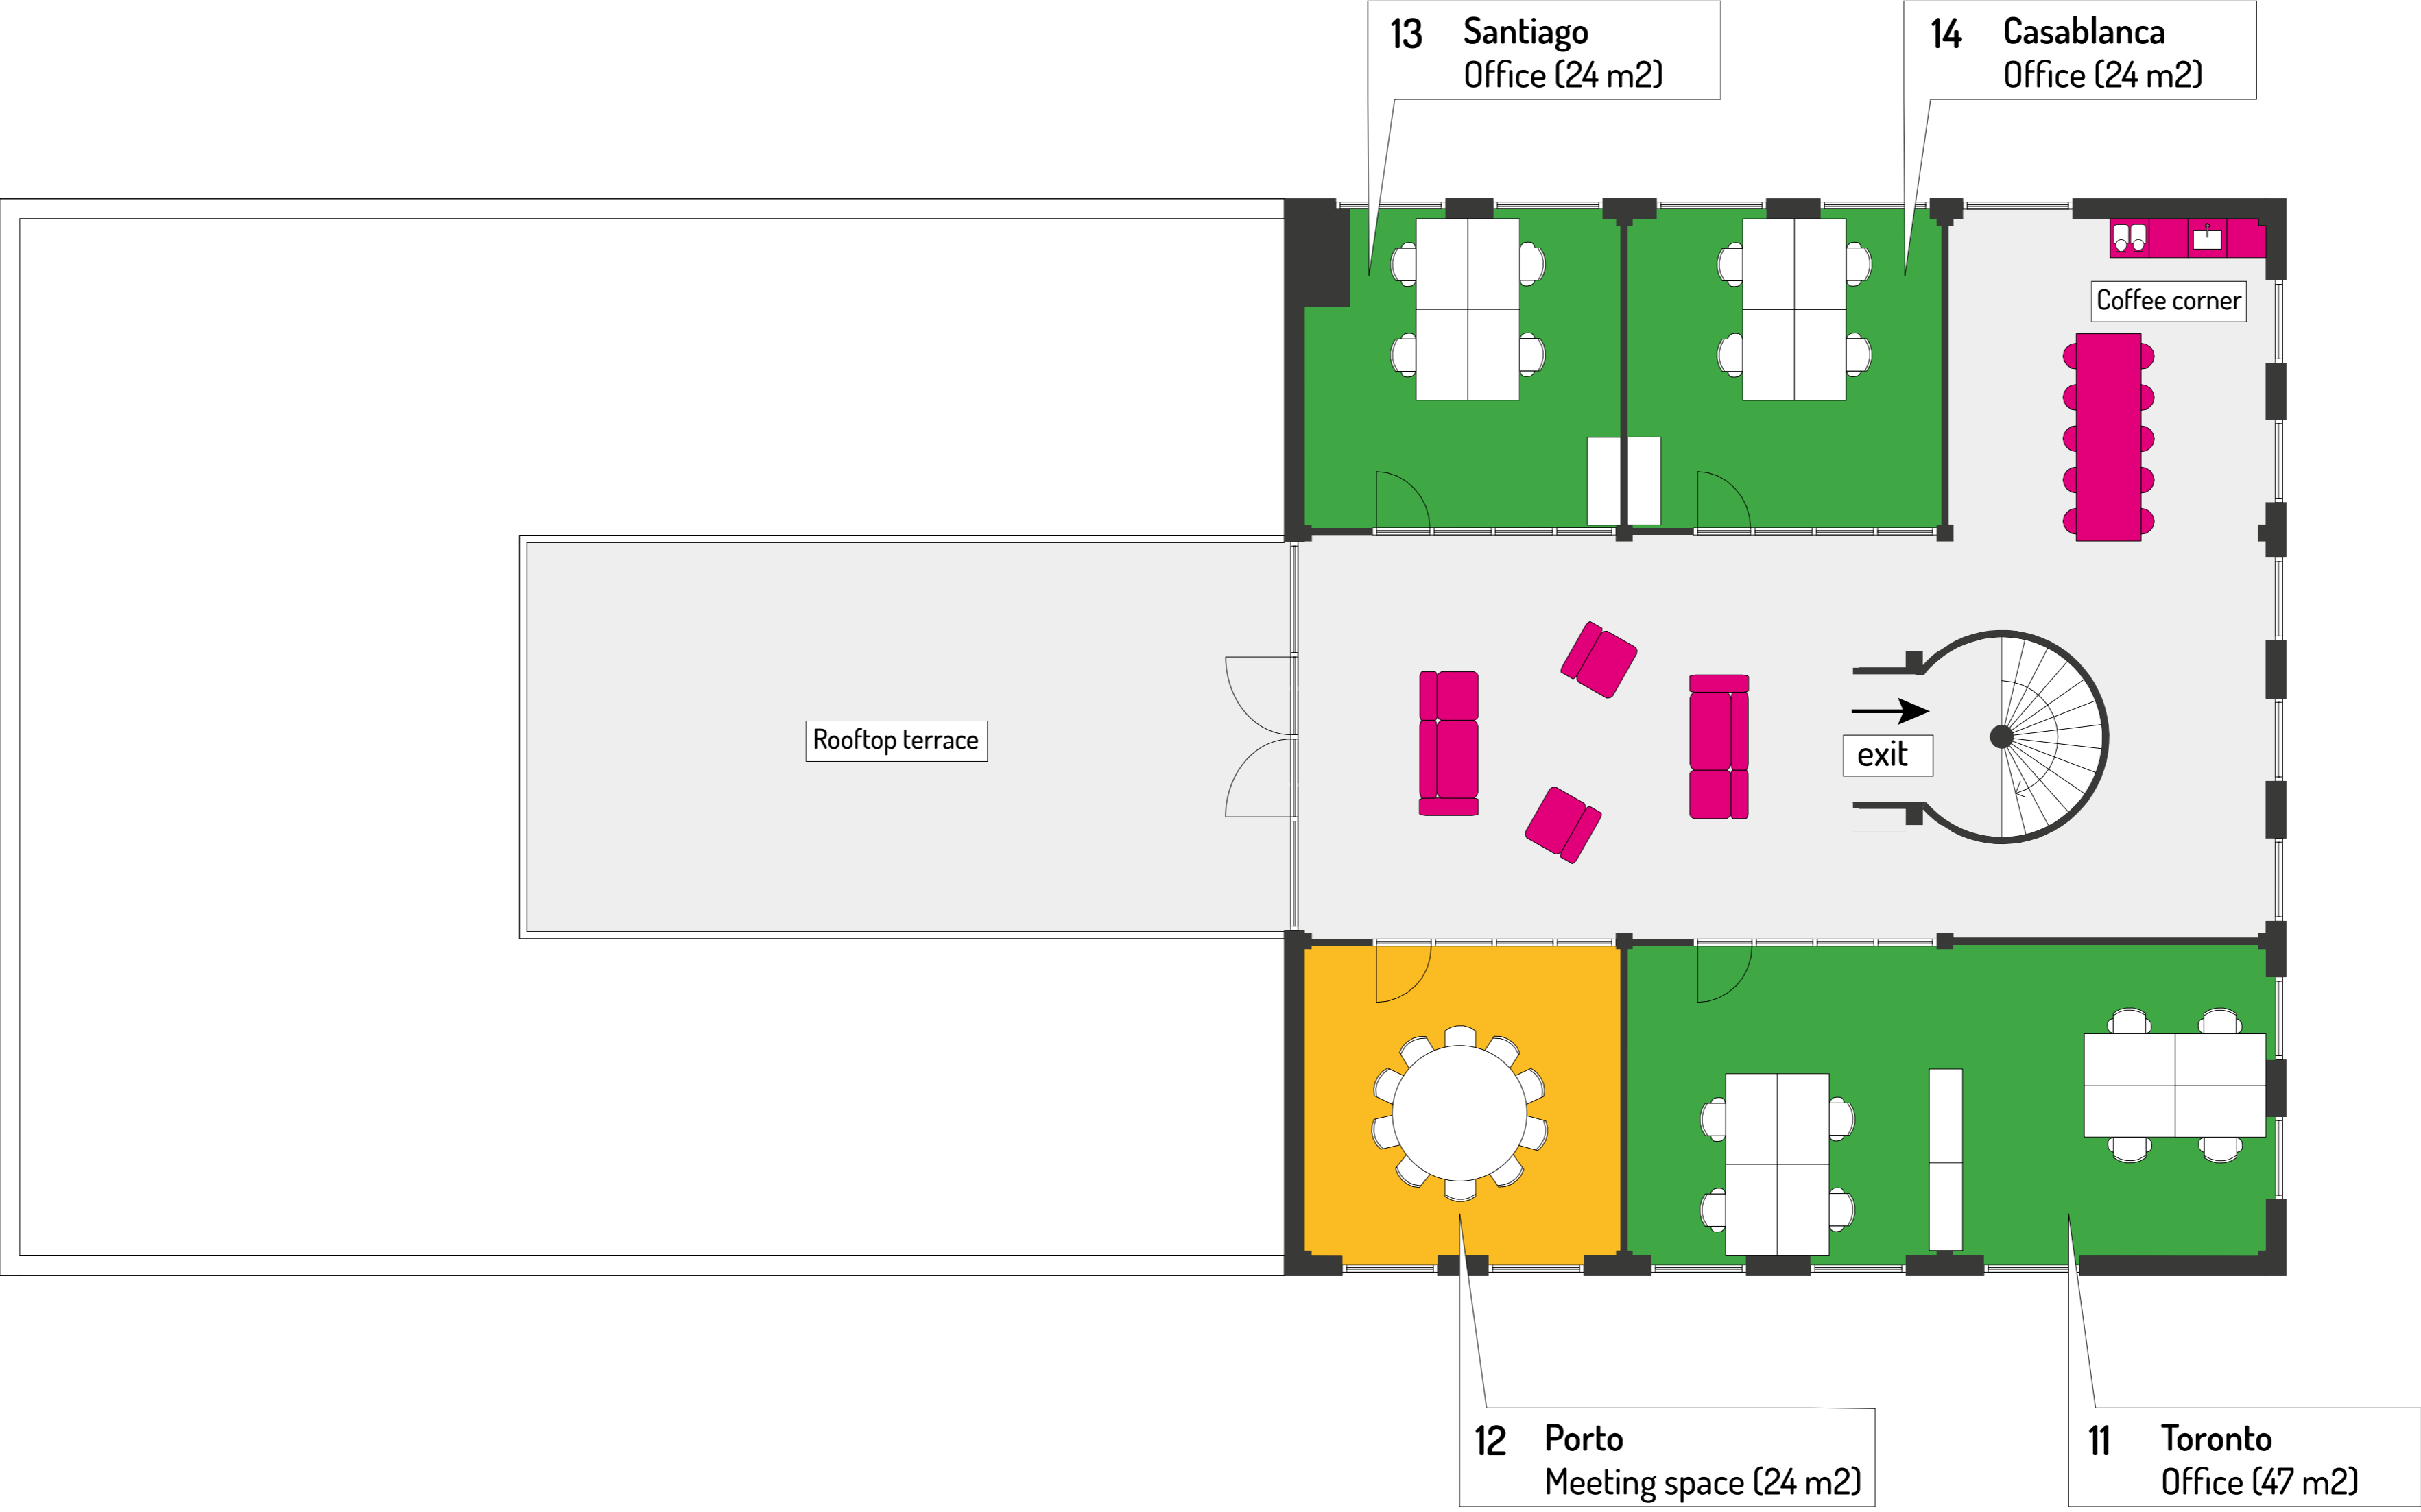 13 Santiago
Office (24 m2)
14 Casablanca
Office (24 m2)
Coffee corner
Rooftop terrace
exit
12 Porto
Meeting space (24 m2)
11 Toronto
Office (47 m2)